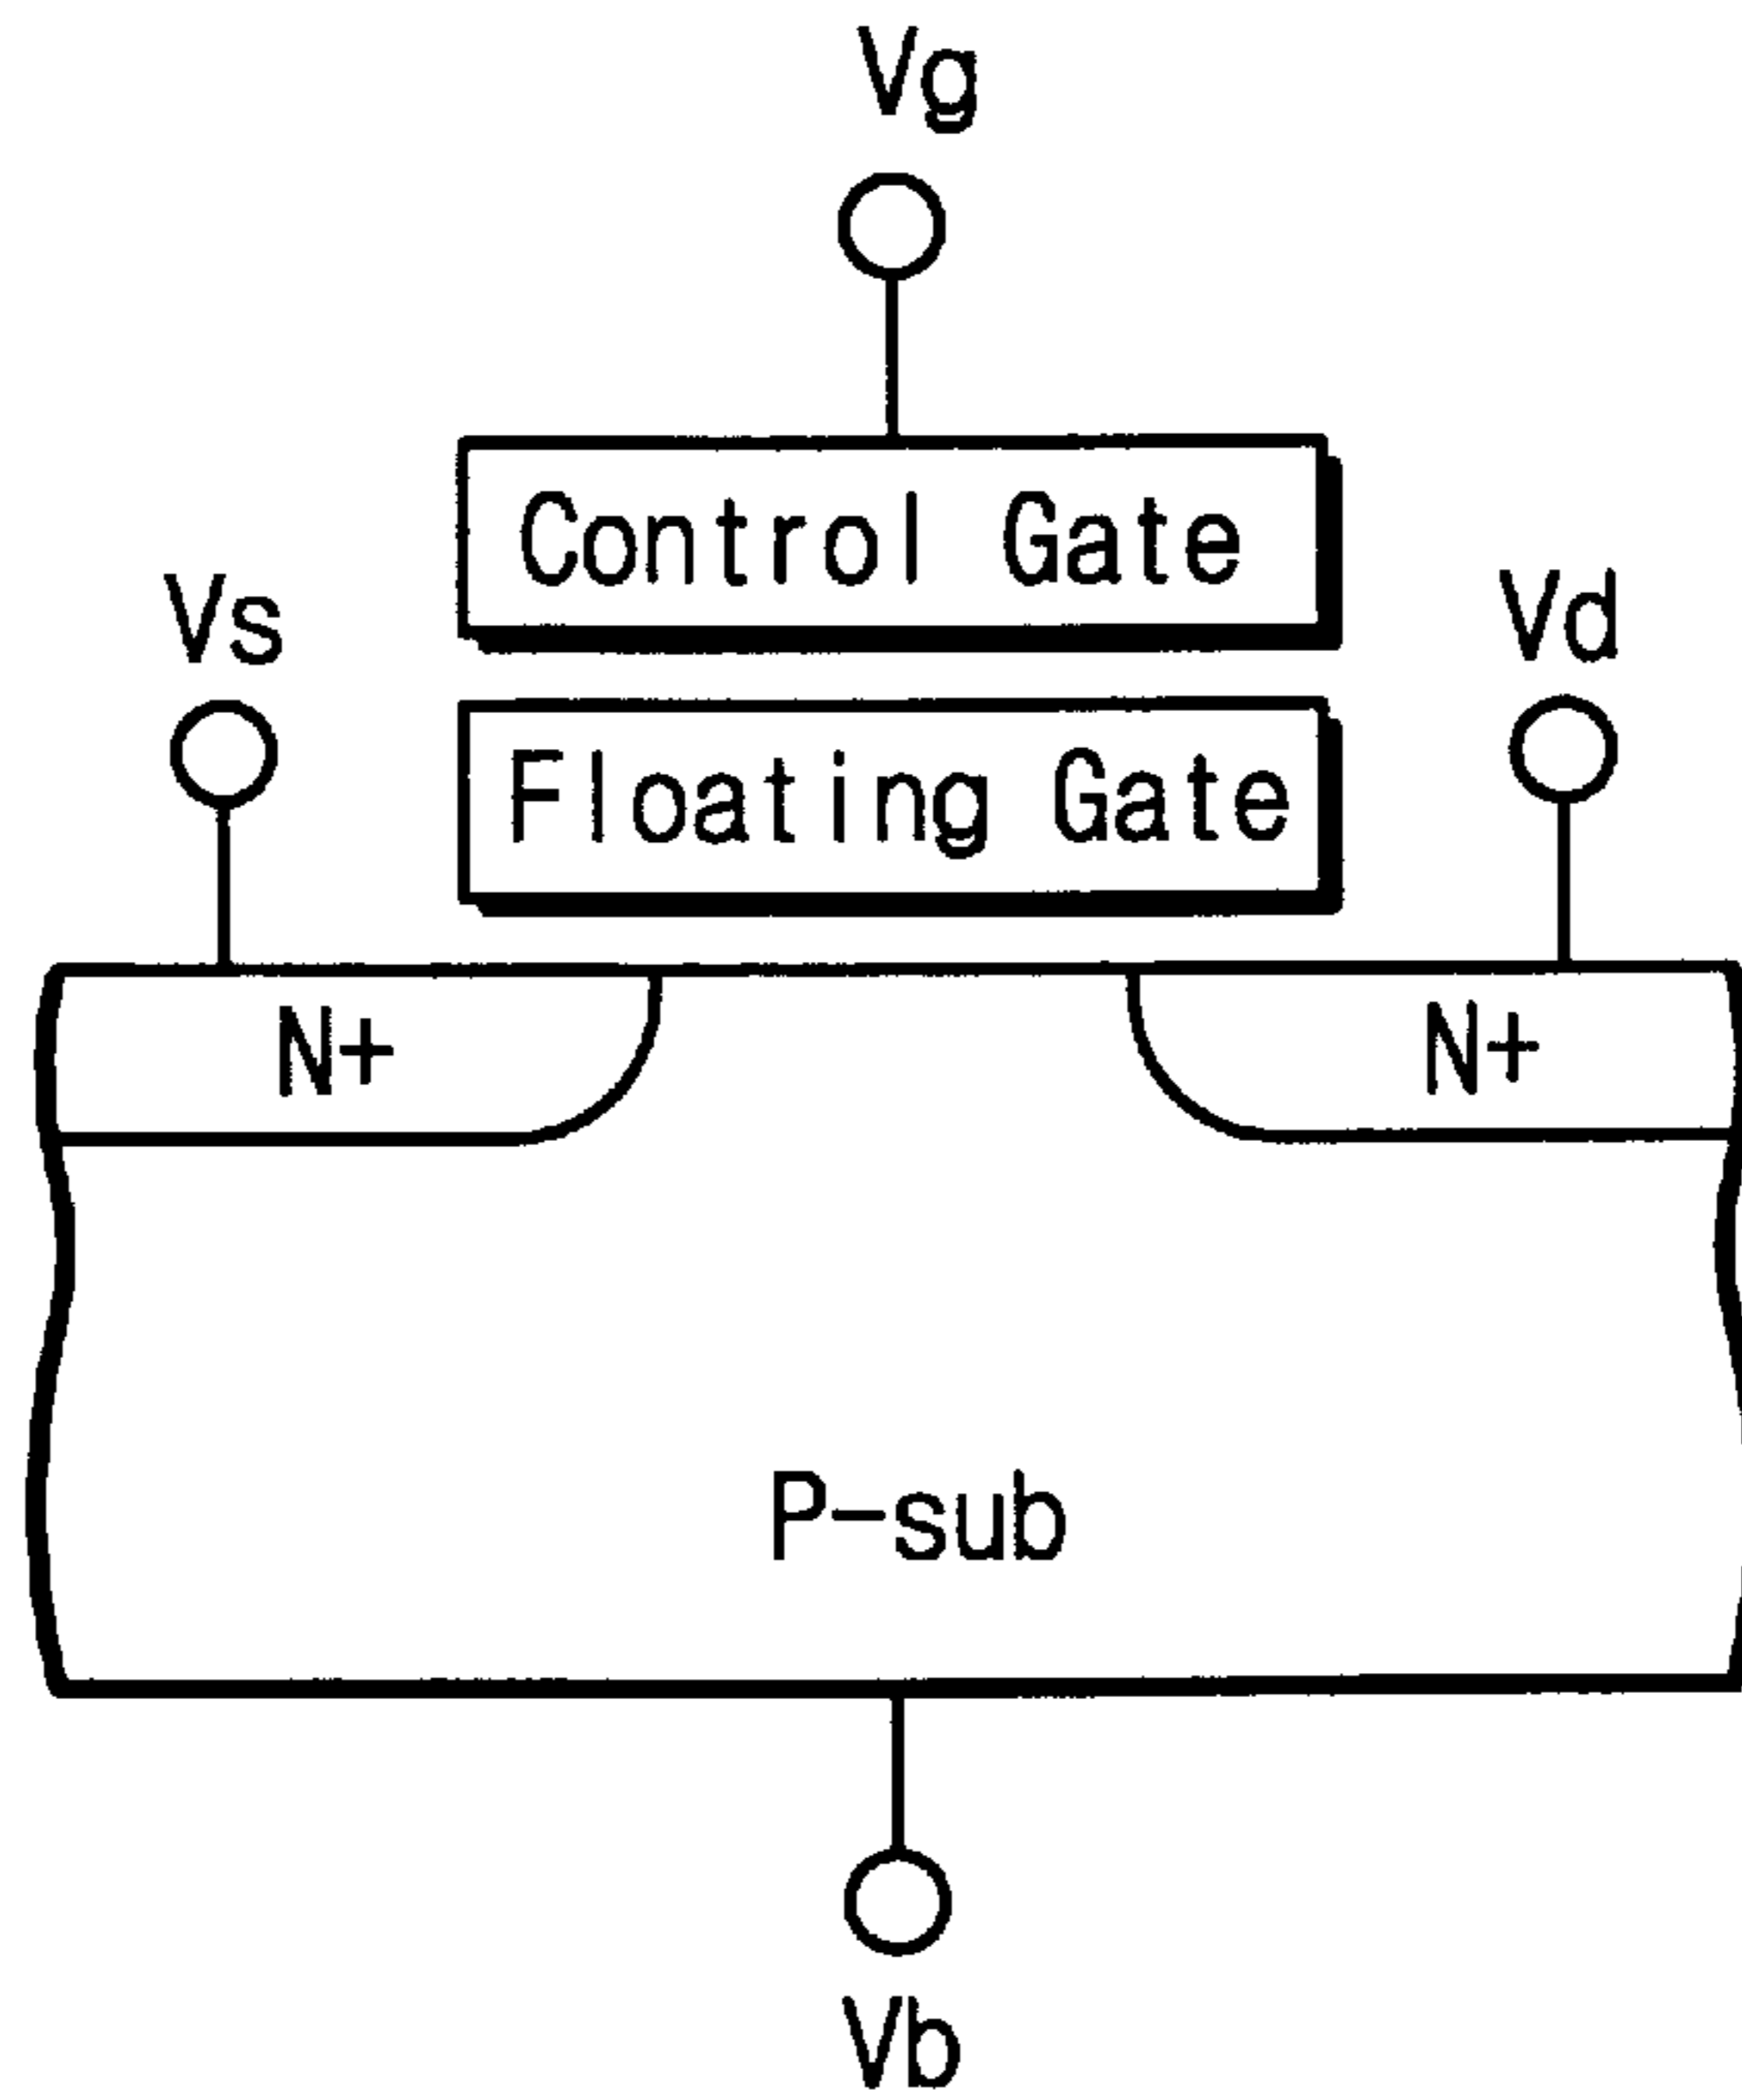 Vg
Control Gate
Vs
Vd
Floating Gate
N+
N+
P-sub
Vb